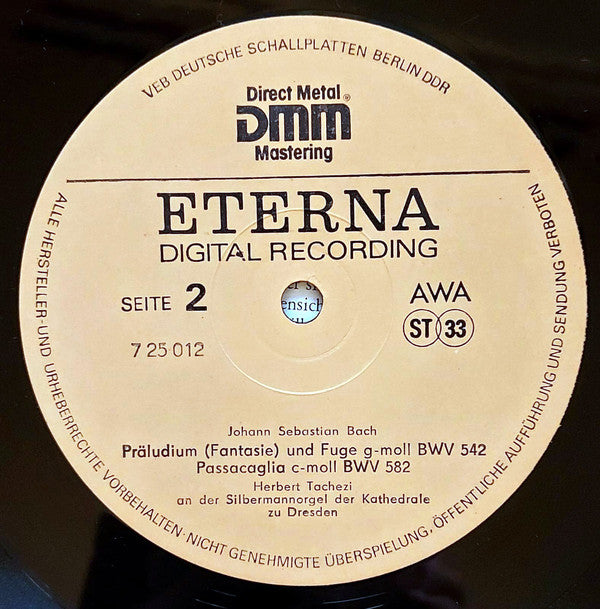 VEB DEUTSCHE SCHALLPLATTEN BERLIN DDR
Direct Metal ®
DMM
Mastering
ETERNA
DIGITAL RECORDING
SEITE 2
AWA
7 25 012
ST 33
ensich
Johann Sebastian Bach
Präludium (Fantasie) und Fuge g-moll BWV 542
Passacaglia c-moll BWV 582
Herbert Tachezi
an der Silbermannorgel der Kathedrale
zu Dresden
ALLE HERSTELLER- UND URHEBERRECHTE VORBEHALTEN · NICHT GENEHMIGTE ÜBERSPIELUNG, ÖFFENTLICHE AUFFÜHRUNG UND SENDUNG VERBOTEN